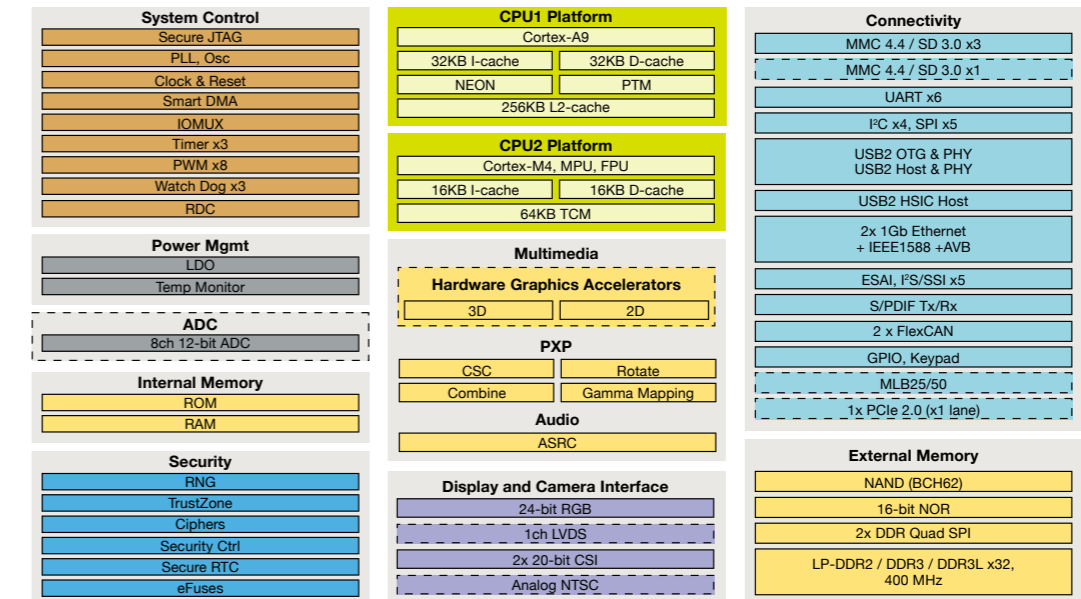 System Control
Secure JTAG
PLL, Osc
Clock & Reset
Smart DMA
IOMUX
Timer x3
PWM x8
Watch Dog x3
RDC
Power Mgmt
LDO
Temp Monitor
ADC
8ch 12-bit ADC
Internal Memory
ROM
RAM
Security
RNG
TrustZone
Ciphers
Security Ctrl
Secure RTC
eFuses
CPU1 Platform
Cortex-A9
32KB I-cache
32KB D-cache
NEON
PTM
256KB L2-cache
CPU2 Platform
Cortex-M4, MPU, FPU
16KB I-cache
16KB D-cache
64KB TCM
Multimedia
Hardware Graphics Accelerators
3D
2D
PXP
CSC
Rotate
Combine
Gamma Mapping
Audio
ASRC
Display and Camera Interface
24-bit RGB
1ch LVDS
2x 20-bit CSI
Analog NTSC
Connectivity
MMC 4.4 / SD 3.0 x3
MMC 4.4 / SD 3.0 x1
UART x6
I²C x4, SPI x5
USB2 OTG & PHY
USB2 Host & PHY
USB2 HSIC Host
2x 1Gb Ethernet
+ IEEE1588 +AVB
ESAI, I²S/SSI x5
S/PDIF Tx/Rx
2 x FlexCAN
GPIO, Keypad
MLB25/50
1x PCIe 2.0 (x1 lane)
External Memory
NAND (BCH62)
16-bit NOR
2x DDR Quad SPI
LP-DDR2 / DDR3 / DDR3L x32,
400 MHz